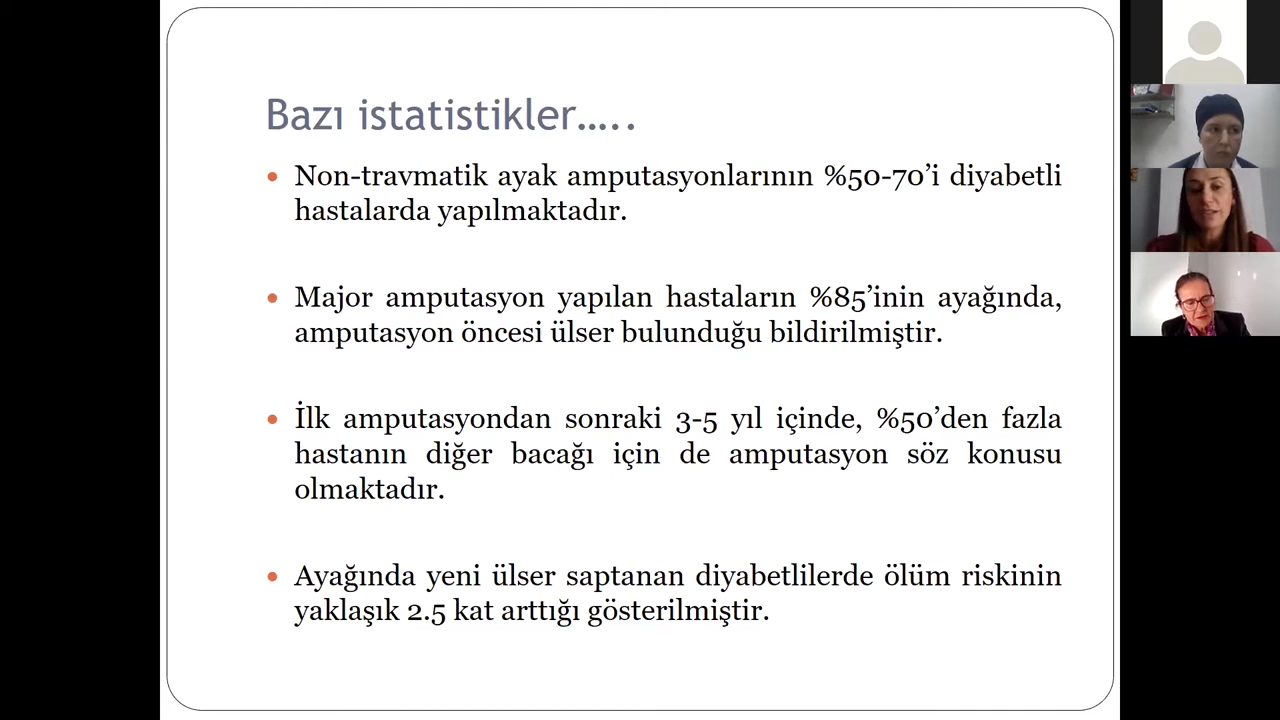 Bazı istatistikler…..
• Non-travmatik ayak amputasyonlarının %50-70’i diyabetli
hastalarda yapılmaktadır.
• Major amputasyon yapılan hastaların %85’inin ayağında,
amputasyon öncesi ülser bulunduğu bildirilmiştir.
• İlk amputasyondan sonraki 3-5 yıl içinde, %50’den fazla
hastanın diğer bacağı için de amputasyon söz konusu
olmaktadır.
• Ayağında yeni ülser saptanan diyabetlilerde ölüm riskinin
yaklaşık 2.5 kat arttığı gösterilmiştir.